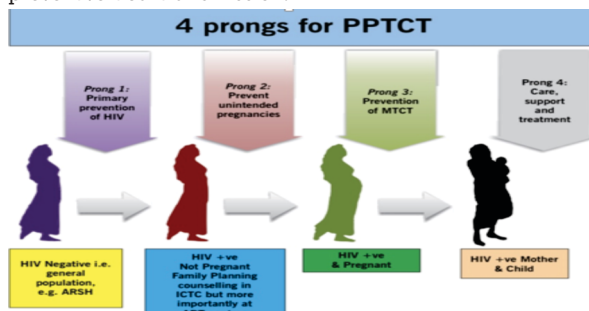 4 prongs for PPTCT
Prong 1:
Primary
prevention
of HIV
Prong 2:
Prevent
unintended
pregnancies
Prong 3:
Prevention
of MTCT
Prong 4:
Care,
support
and
treatment
HIV Negative i.e.
general
population,
e.g. ARSH
HIV +ve
Not Pregnant
Family Planning
counselling in
ICTC but more
importantly at
HIV +ve
& Pregnant
HIV +ve Mother
& Child